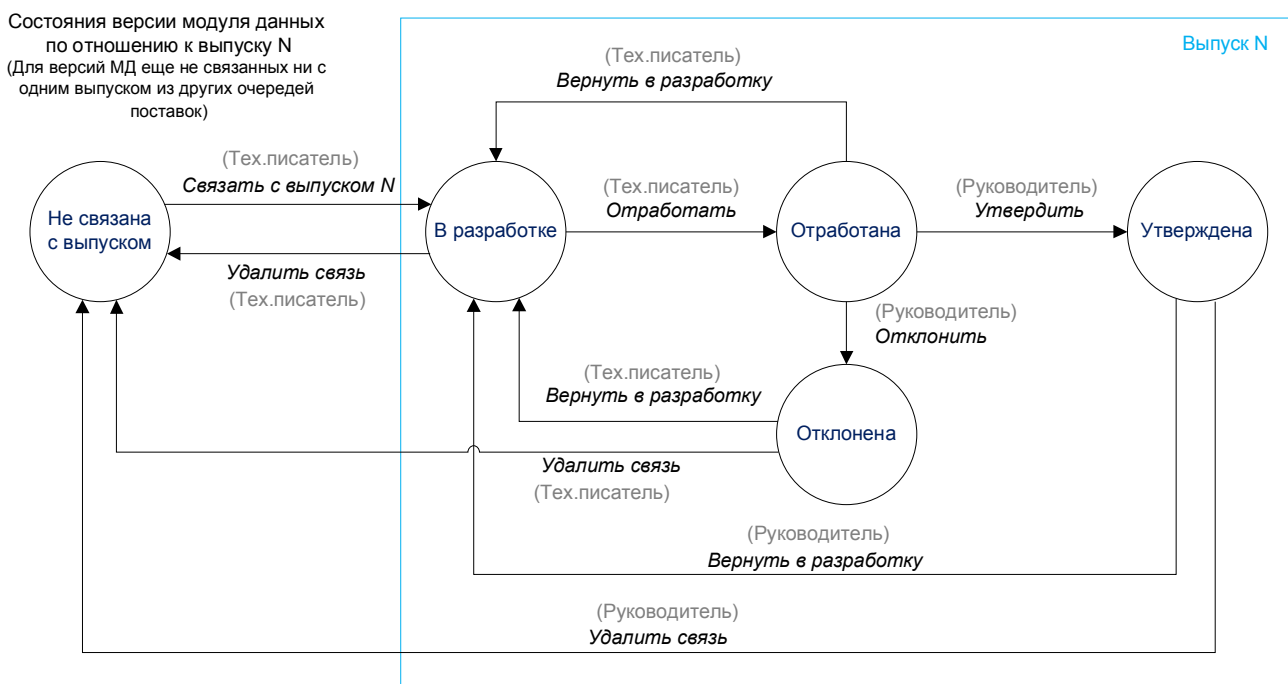 Состояния версии модуля данных
по отношению к выпуску N
(Для версий МД еще не связанных ни с
одним выпуском из других очередей
поставок)
Выпуск N
(Тех.писатель)
Вернуть в разработку
(Тех.писатель)
Связать с выпуском N
(Тех.писатель)
Отработать
(Руководитель)
Утвердить
Не связана
с выпуском
В разработке
Отработана
Утверждена
Удалить связь
(Тех.писатель)
(Руководитель)
Отклонить
(Тех.писатель)
Вернуть в разработку
Отклонена
Удалить связь
(Тех.писатель)
(Руководитель)
Вернуть в разработку
(Руководитель)
Удалить связь